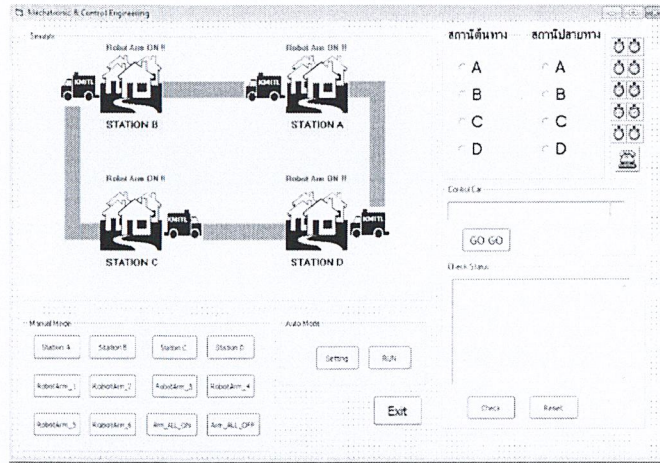 Mechatronic & Control Engineering
Simulate
Robot Arm ON !!
Robot Arm ON !!
KMITL
KMITL
STATION B
STATION A
Robot Arm ON !!
Robot Arm ON !!
KMITL
KMITL
STATION C
STATION D
สถานีต้นทาง
สถานีปลายทาง
A
A
B
B
C
C
D
D
Control Car
GO GO
Check Status
Check
Reset
Manual Mode
Station A
Station B
Station C
Station D
RobotArm_1
RobotArm_2
RobotArm_3
RobotArm_4
RobotArm_5
RobotArm_6
Arm_ALL_ON
Arm_ALL_OFF
Auto Mode
Setting
RUN
Exit